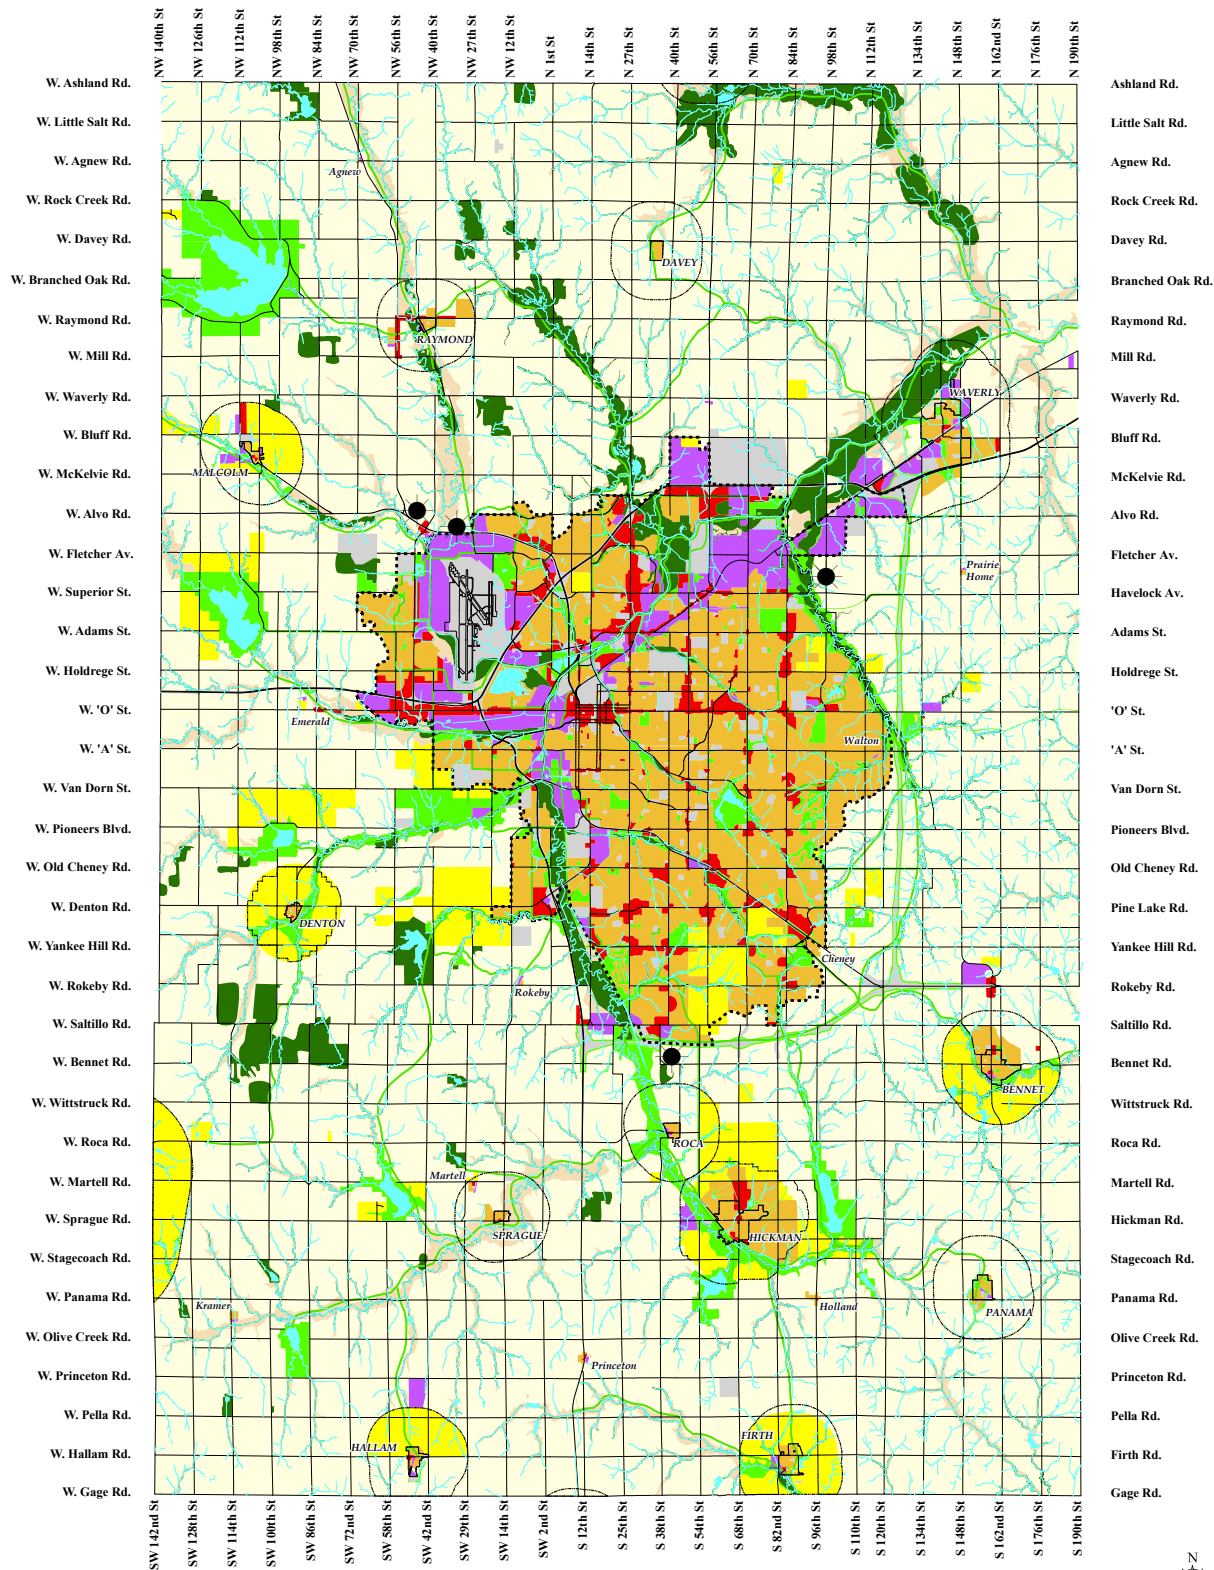 NW 140th St
NW 126th St
NW 112th St
NW 98th St
NW 84th St
NW 70th St
NW 56th St
NW 40th St
NW 27th St
NW 12th St
N 1st St
N 14th St
N 27th St
N 40th St
N 56th St
N 70th St
N 84th St
N 98th St
N 112th St
N 134th St
N 148th St
N 162nd St
N 176th St
N 190th St
W. Ashland Rd.
W. Little Salt Rd.
W. Agnew Rd.
W. Rock Creek Rd.
W. Davey Rd.
W. Branched Oak Rd.
W. Raymond Rd.
W. Mill Rd.
W. Waverly Rd.
W. Bluff Rd.
W. McKelvie Rd.
W. Alvo Rd.
W. Fletcher Av.
W. Superior St.
W. Adams St.
W. Holdrege St.
W. 'O' St.
W. 'A' St.
W. Van Dorn St.
W. Pioneers Blvd.
W. Old Cheney Rd.
W. Denton Rd.
W. Yankee Hill Rd.
W. Rokeby Rd.
W. Saltillo Rd.
W. Bennet Rd.
W. Wittstruck Rd.
W. Roca Rd.
W. Martell Rd.
W. Sprague Rd.
W. Stagecoach Rd.
W. Panama Rd.
W. Olive Creek Rd.
W. Princeton Rd.
W. Pella Rd.
W. Hallam Rd.
W. Gage Rd.
Agnew
DAVEY
RAYMOND
WAVERLY
MALCOLM
Prairie
Home
Emerald
Walton
DENTON
Cheney
Rokeby
BENNET
ROCA
Martell
SPRAGUE
HICKMAN
Kramer
Holland
PANAMA
Princeton
HALLAM
FIRTH
Ashland Rd.
Little Salt Rd.
Agnew Rd.
Rock Creek Rd.
Davey Rd.
Branched Oak Rd.
Raymond Rd.
Mill Rd.
Waverly Rd.
Bluff Rd.
McKelvie Rd.
Alvo Rd.
Fletcher Av.
Havelock Av.
Adams St.
Holdrege St.
'O' St.
'A' St.
Van Dorn St.
Pioneers Blvd.
Old Cheney Rd.
Pine Lake Rd.
Yankee Hill Rd.
Rokeby Rd.
Saltillo Rd.
Bennet Rd.
Wittstruck Rd.
Roca Rd.
Martell Rd.
Hickman Rd.
Stagecoach Rd.
Panama Rd.
Olive Creek Rd.
Princeton Rd.
Pella Rd.
Firth Rd.
Gage Rd.
SW 142nd St
SW 128th St
SW 114th St
SW 100th St
SW 86th St
SW 72nd St
SW 58th St
SW 42nd St
SW 29th St
SW 14th St
SW 2nd St
S 12th St
S 25th St
S 38th St
S 54th St
S 68th St
S 82nd St
S 96th St
S 110th St
S 120th St
S 134th St
S 148th St
S 162nd St
S 176th St
S 190th St
N